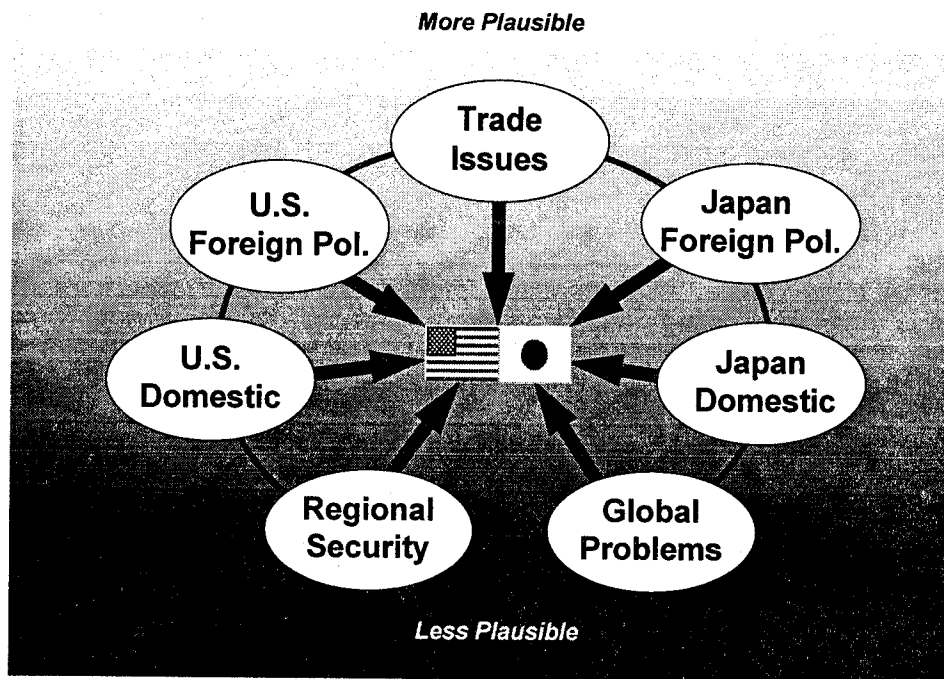 More Plausible
Trade
Issues
U.S.
Foreign Pol.
Japan
Foreign Pol.
U.S.
Domestic
Japan
Domestic
Regional
Security
Global
Problems
Less Plausible